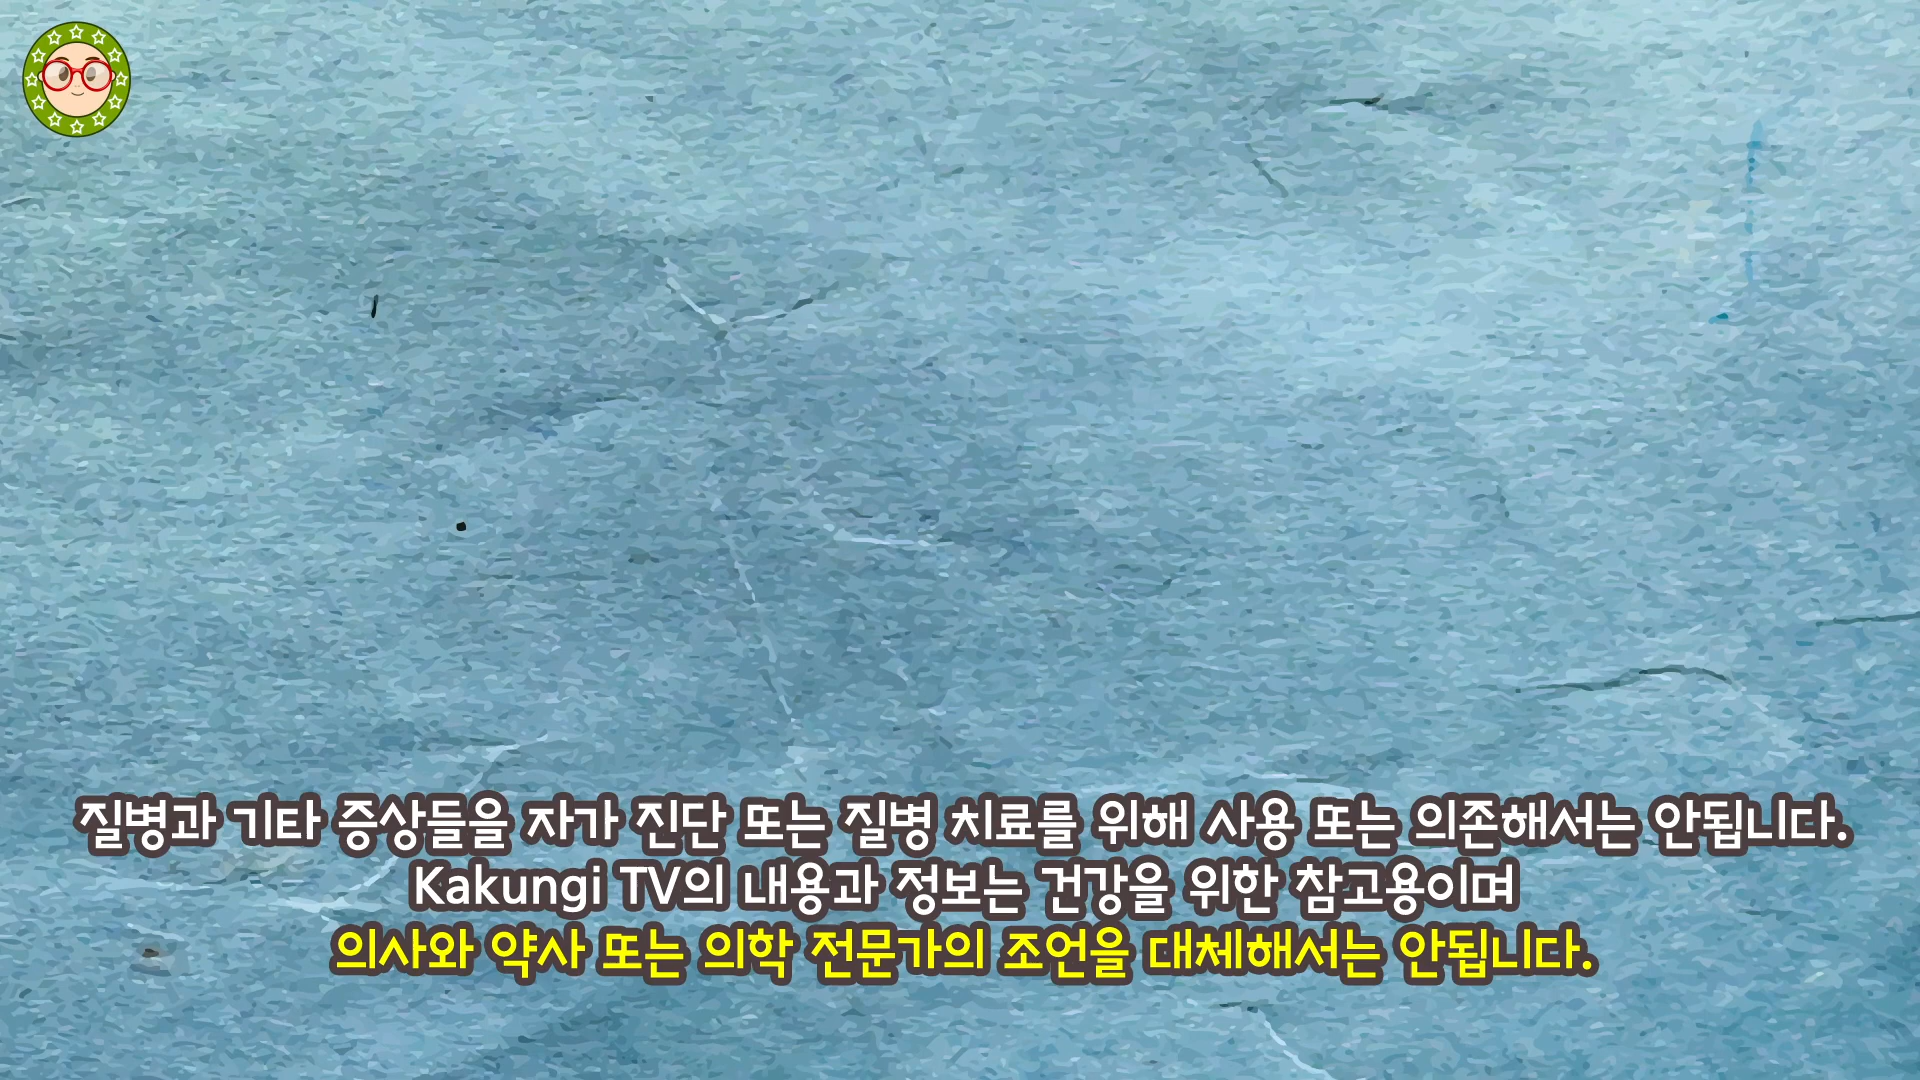 질병과 기타 증상들을 자가 진단 또는 질병 치료를 위해 사용 또는 의존해서는 안됩니다.
Kakungi TV의 내용과 정보는 건강을 위한 참고용이며
의사와 약사 또는 의학 전문가의 조언을 대체해서는 안됩니다.